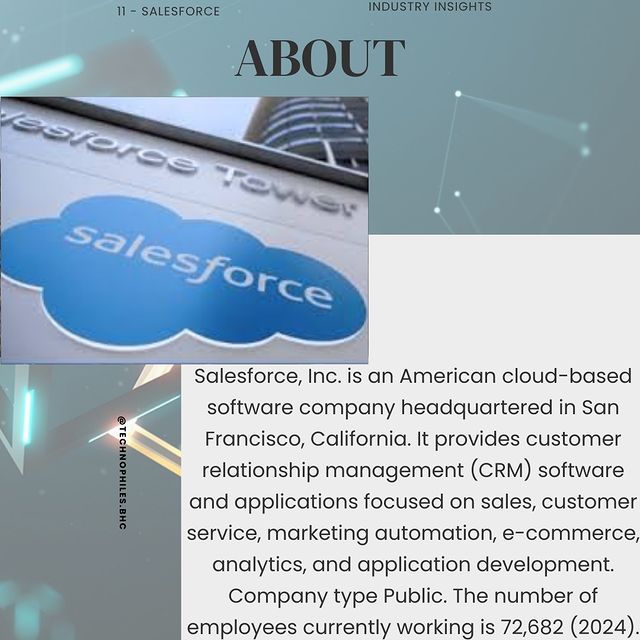 11 - SALESFORCE
INDUSTRY INSIGHTS
ABOUT
lesforce Tower
salesforce
Salesforce, Inc. is an American cloud-based
software company headquartered in San
Francisco, California. It provides customer
relationship management (CRM) software
and applications focused on sales, customer
service, marketing automation, e-commerce,
analytics, and application development.
Company type Public. The number of
employees currently working is 72,682 (2024).
@TECHNOPHILES.BHC